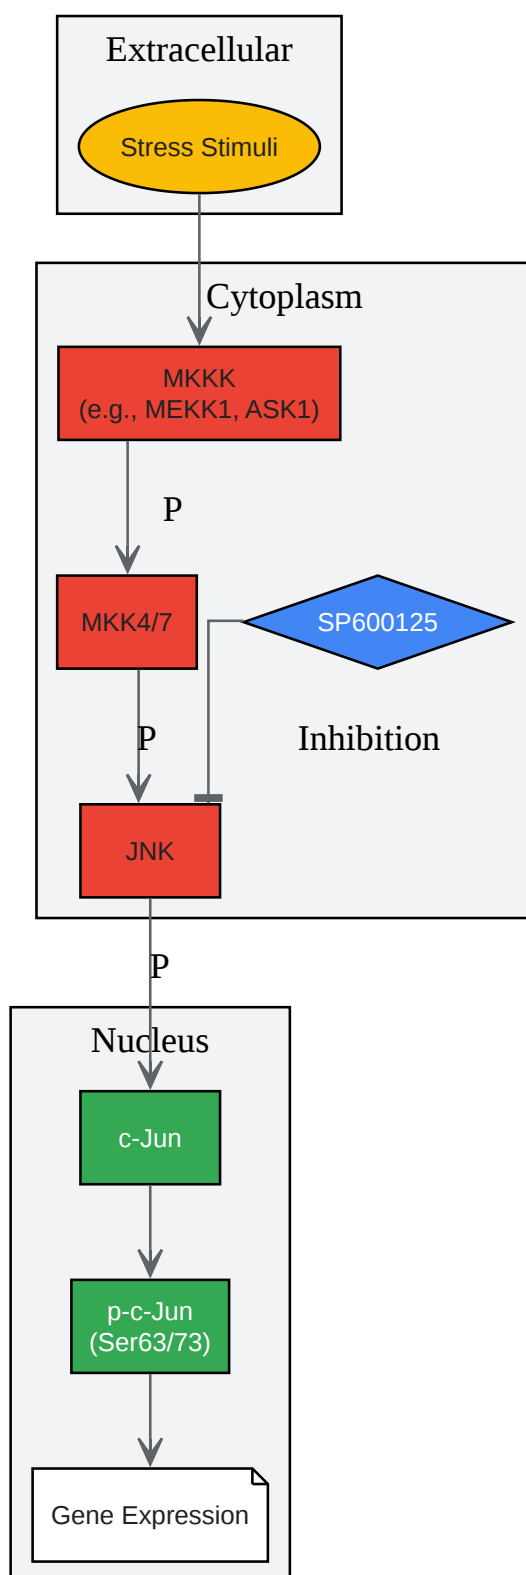 Extracellular
Stress Stimuli
Cytoplasm
MKKK
(e.g., MEKK1, ASK1)
P
MKK4/7
SP600125
P
Inhibition
JNK
P
Nucleus
c-Jun
p-c-Jun
(Ser63/73)
Gene Expression